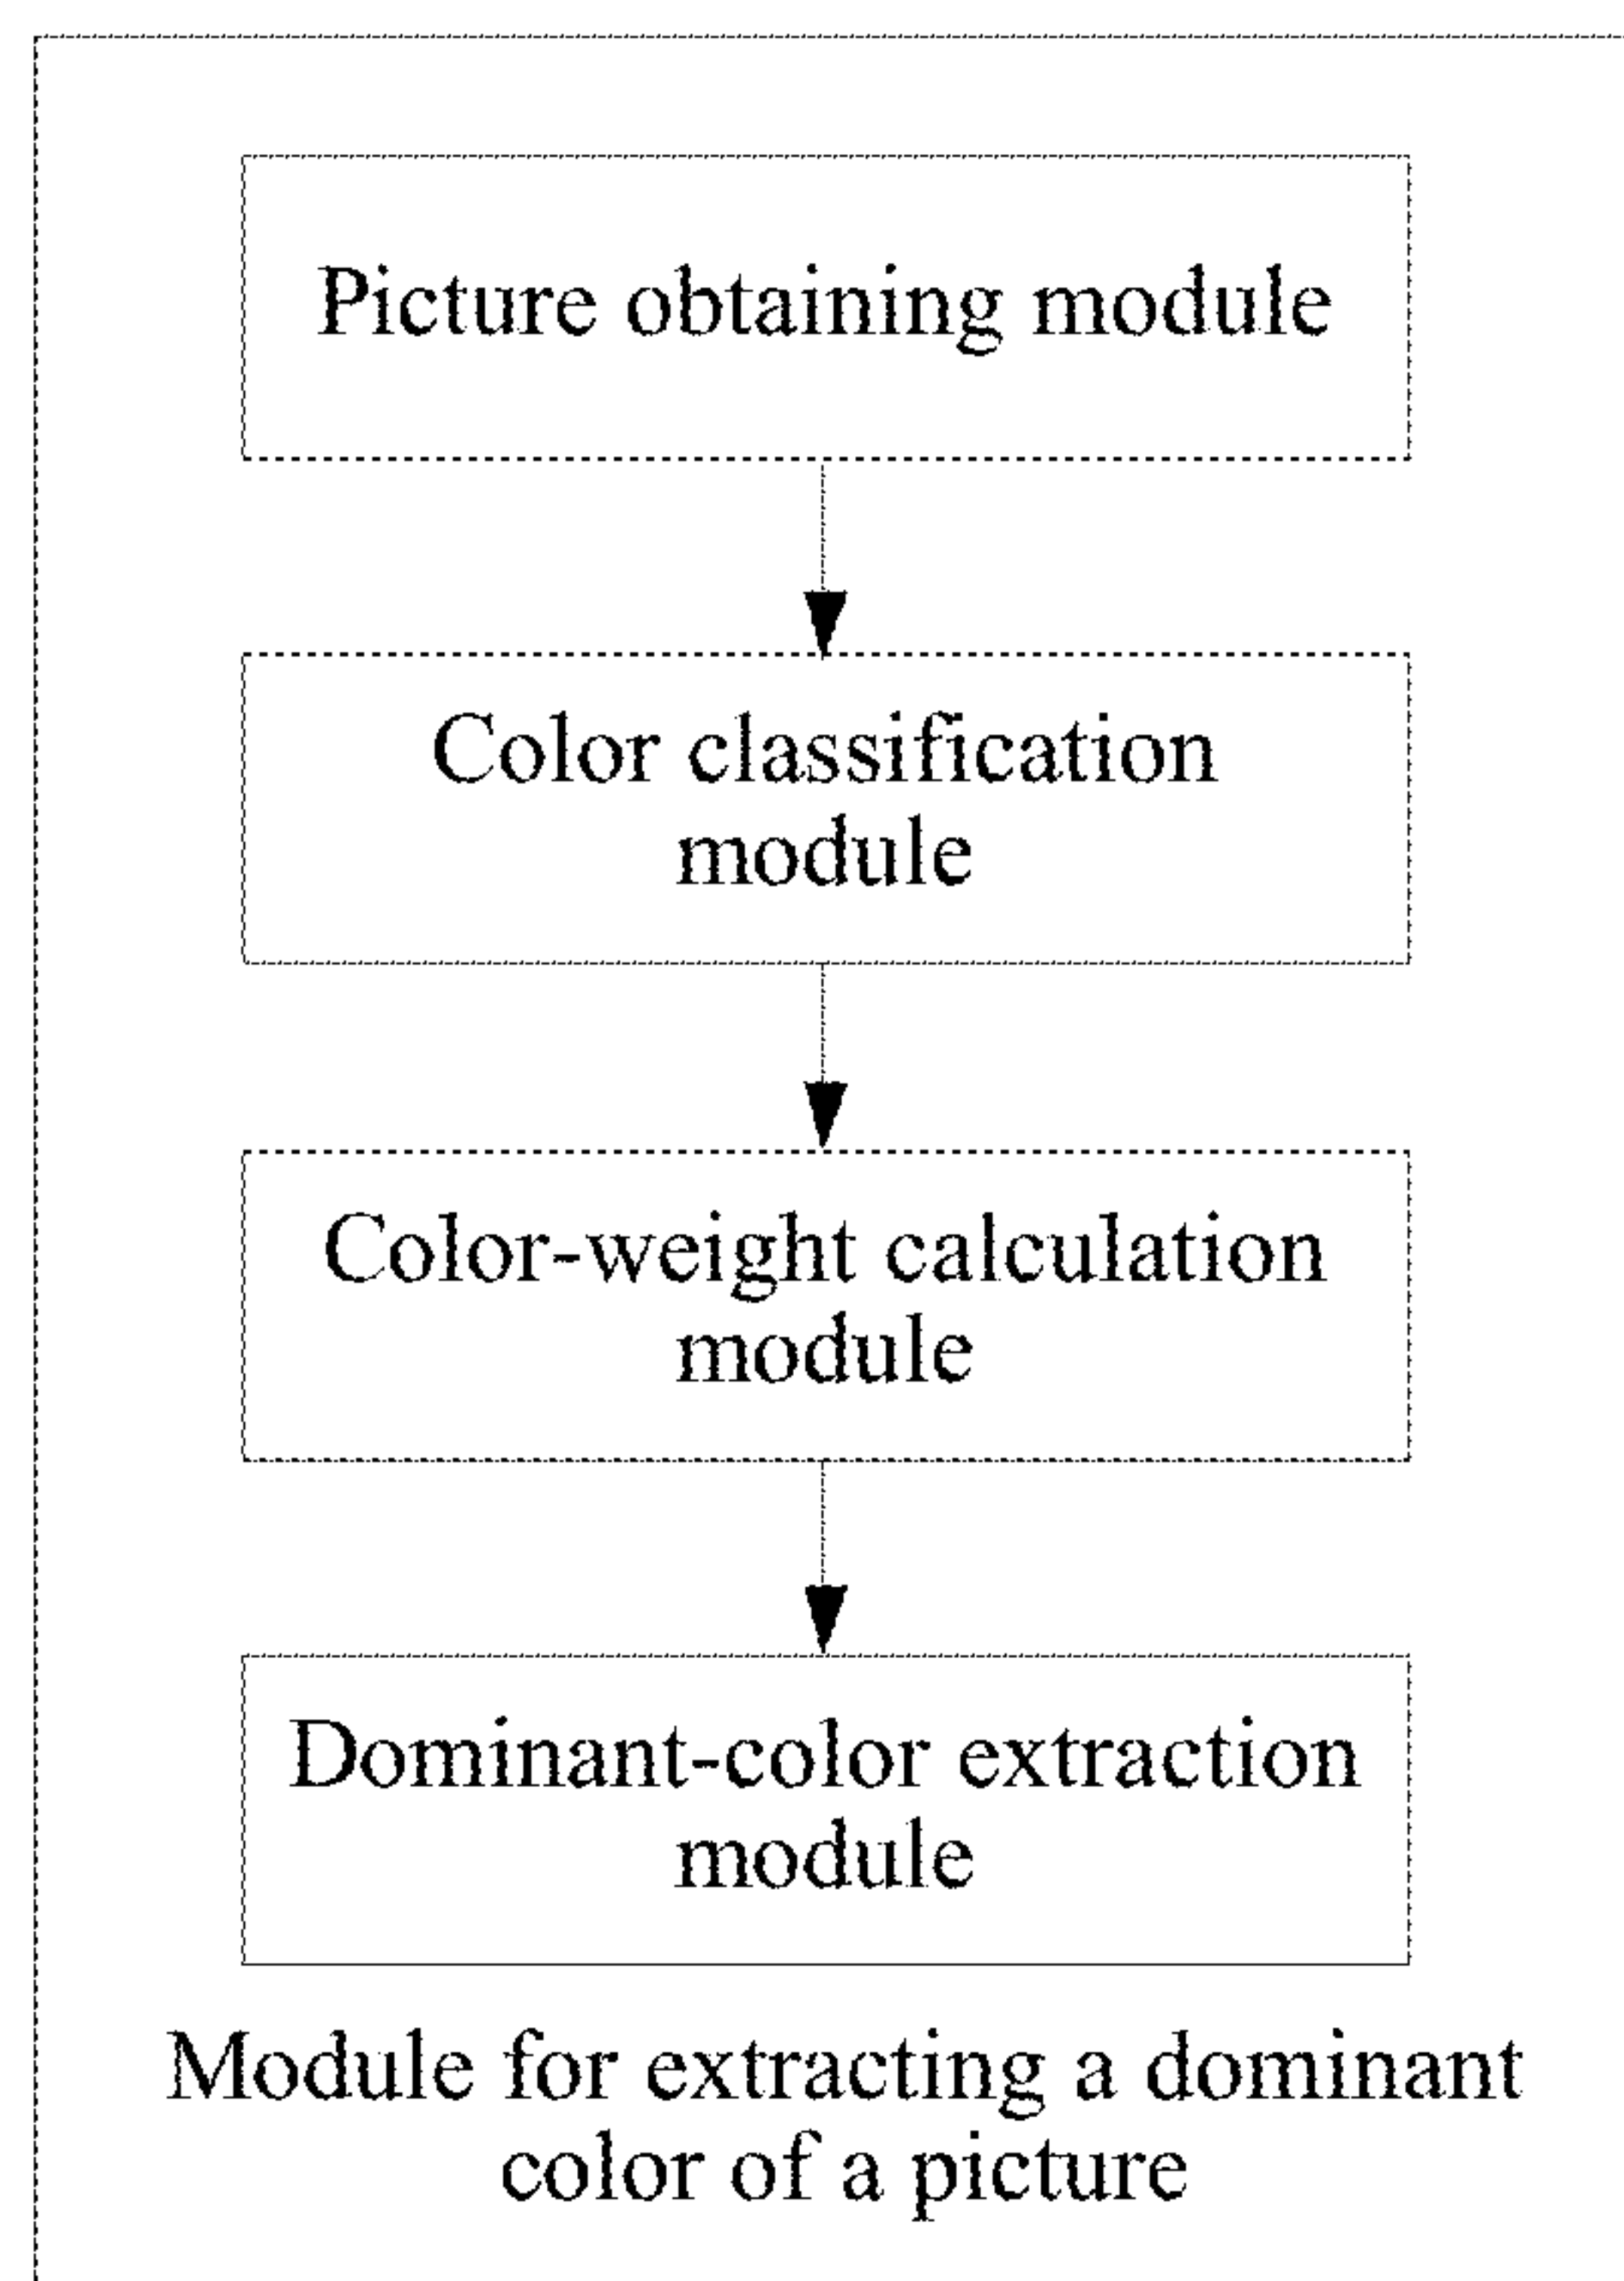 Picture obtaining module
Color classification
module
Color-weight calculation
module
Dominant-color extraction
module
Module for extracting a dominant
color of a picture